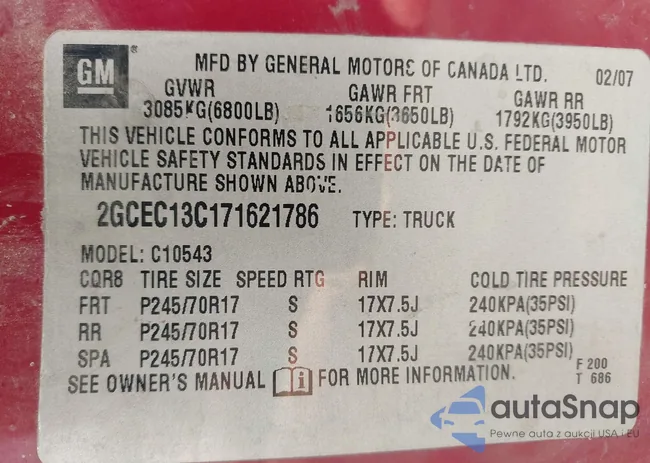 GM ®
MFD BY GENERAL MOTORS OF CANADA LTD. 02/07
GVWR GAWR FRT GAWR RR
3085KG(6800LB) 1656KG(3650LB) 1792KG(3950LB)
THIS VEHICLE CONFORMS TO ALL APPLICABLE U.S. FEDERAL MOTOR
VEHICLE SAFETY STANDARDS IN EFFECT ON THE DATE OF
MANUFACTURE SHOWN ABOVE.
2GCEC13C171621786 TYPE: TRUCK
MODEL: C10543
CQR8 TIRE SIZE SPEED RTG RIM COLD TIRE PRESSURE
FRT P245/70R17 S 17X7.5J 240KPA(35PSI)
RR P245/70R17 S 17X7.5J 240KPA(35PSI)
SPA P245/70R17 S 17X7.5J 240KPA(35PSI)
SEE OWNER'S MANUAL i FOR MORE INFORMATION.
F 200
T 686
autaSnap
Pewne auta z aukcji USA i EU